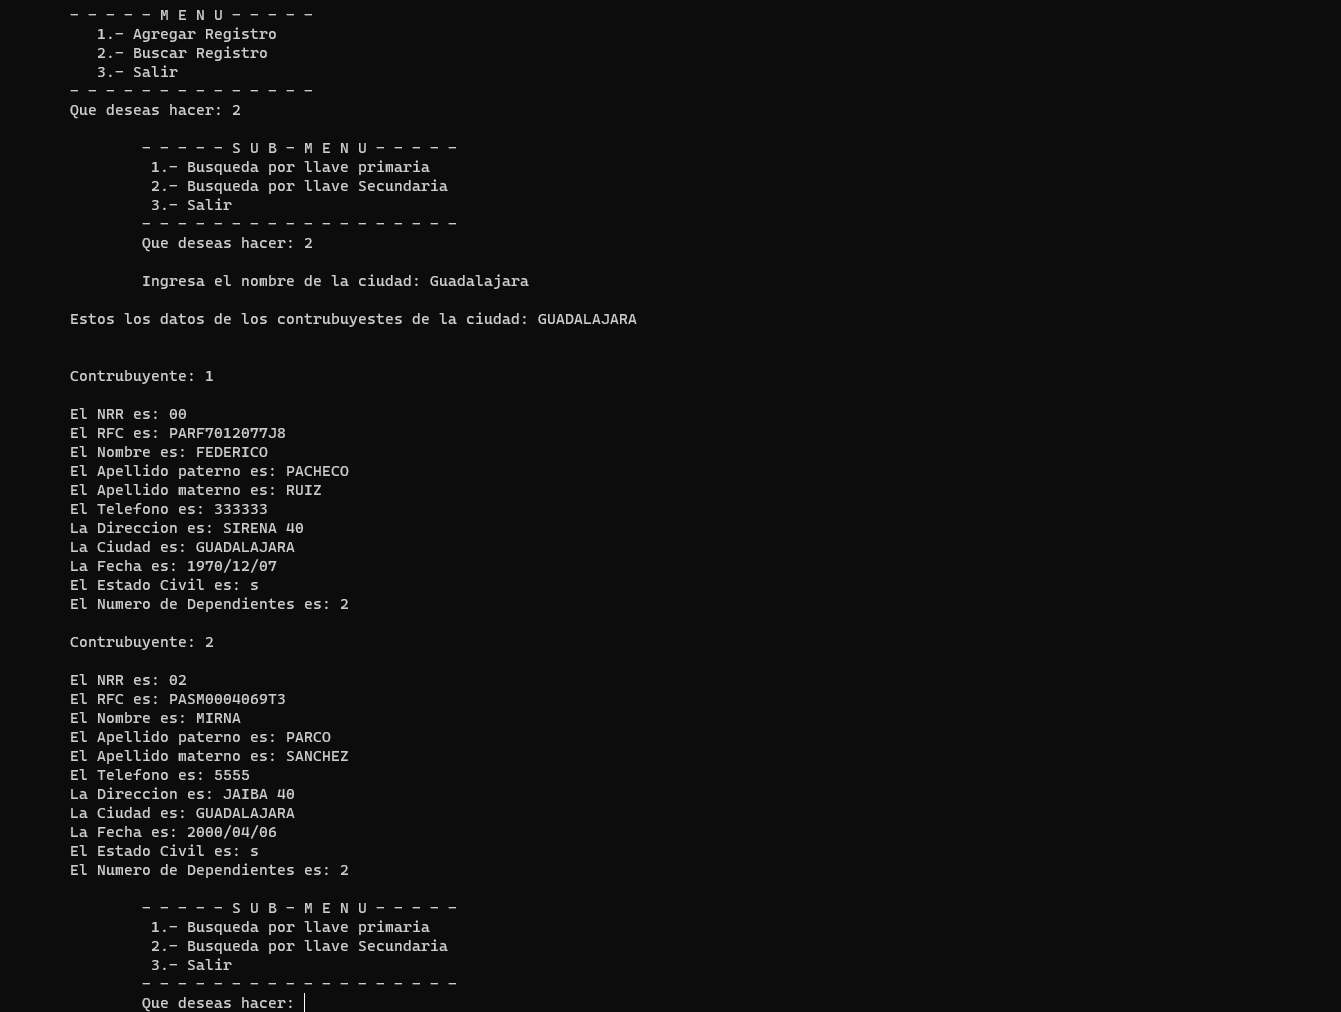 - - - - - M E N U - - - - -
1.- Agregar Registro
2.- Buscar Registro
3.- Salir
- - - - - - - - - - - - - -
Que deseas hacer: 2
- - - - - S U B - M E N U - - - - -
1.- Busqueda por llave primaria
2.- Busqueda por llave Secundaria
3.- Salir
- - - - - - - - - - - - - - - - - -
Que deseas hacer: 2
Ingresa el nombre de la ciudad: Guadalajara
Estos los datos de los contrubuyestes de la ciudad: GUADALAJARA
Contrubuyente: 1
El NRR es: 00
El RFC es: PARF7012077J8
El Nombre es: FEDERICO
El Apellido paterno es: PACHECO
El Apellido materno es: RUIZ
El Telefono es: 333333
La Direccion es: SIRENA 40
La Ciudad es: GUADALAJARA
La Fecha es: 1970/12/07
El Estado Civil es: s
El Numero de Dependientes es: 2
Contrubuyente: 2
El NRR es: 02
El RFC es: PASM0004069T3
El Nombre es: MIRNA
El Apellido paterno es: PARCO
El Apellido materno es: SANCHEZ
El Telefono es: 5555
La Direccion es: JAIBA 40
La Ciudad es: GUADALAJARA
La Fecha es: 2000/04/06
El Estado Civil es: s
El Numero de Dependientes es: 2
- - - - - S U B - M E N U - - - - -
1.- Busqueda por llave primaria
2.- Busqueda por llave Secundaria
3.- Salir
- - - - - - - - - - - - - - - - - -
Que deseas hacer: